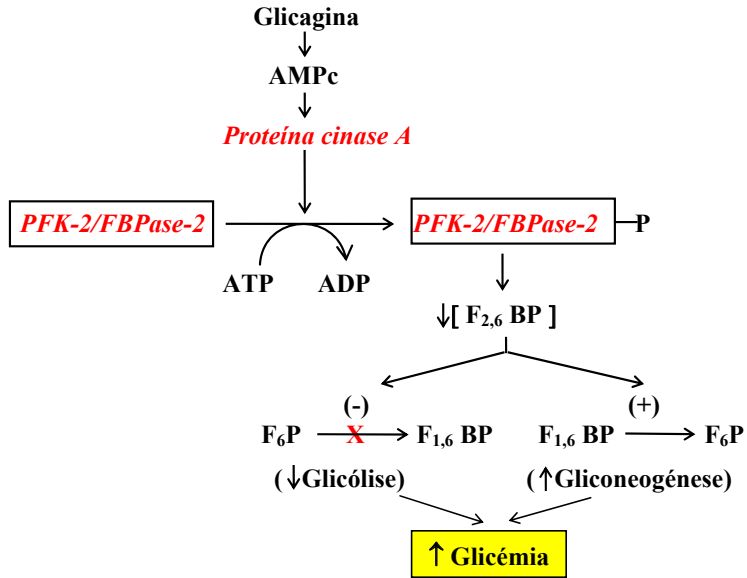 Glicagina
AMPc
Proteína cinase A
PFK-2/FBPase-2 PFK-2/FBPase-2 P
ATP ADP
↓[ F2,6 BP ]
(-) (+)
F6P X F1,6 BP F1,6 BP F6P
(↓Glicólise) (↑Gliconeogénese)
↑ Glicémia